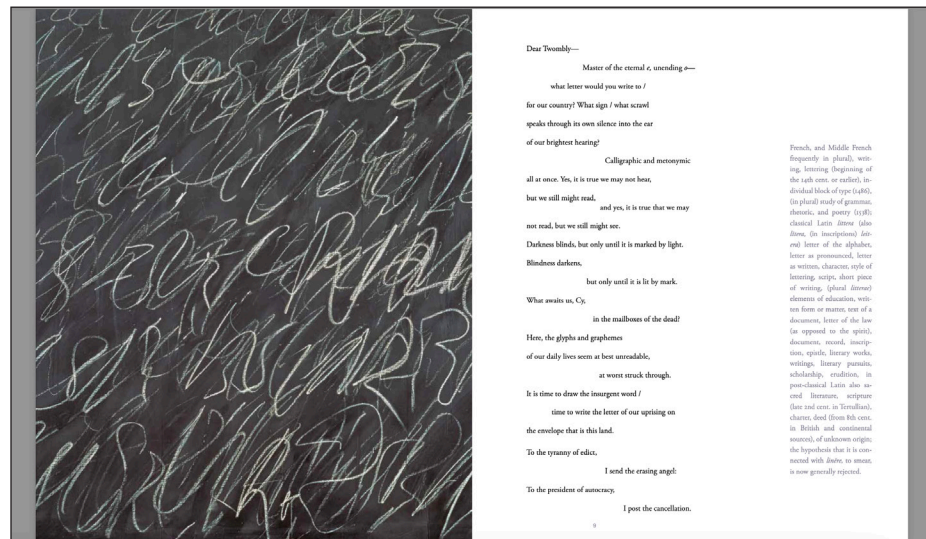 Dear Twombly—
Master of the eternal e, unending o—
what letter would you write to /
for our country? What sign / what scrawl
speaks through its own silence into the ear
of our brightest hearing?
Calligraphic and metonymic
all at once. Yes, it is true we may not hear,
but we still might read,
and yes, it is true that we may
not read, but we still might see.
Darkness blinds, but only until it is marked by light.
Blindness darkens,
but only until it is lit by mark.
What awaits us, Cy,
in the mailboxes of the dead?
Here, the glyphs and graphemes
of our daily lives seem at best unreadable,
at worst struck through.
It is time to draw the insurgent word /
time to write the letter of our uprising on
the envelope that is this land.
To the tyranny of edict,
I send the erasing angel:
To the president of autocracy,
I post the cancellation.
9
French, and Middle French
frequently in plural), writ-
ing, lettering (beginning of
the 14th cent. or earlier), in-
dividual block of type (1486),
(in plural) study of grammar,
rhetoric, and poetry (1538);
classical Latin littera (also
lītera, (in inscriptions) leit-
era) letter of the alphabet,
letter as pronounced, letter
as written, character, style of
lettering, script, short piece
of writing, (plural litterae)
elements of education, writ-
ten form or matter, text of a
document, letter of the law
(as opposed to the spirit),
document, record, inscrip-
tion, epistle, literary works,
writings, literary pursuits,
scholarship, erudition, in
post-classical Latin also sa-
cred literature, scripture
(late 2nd cent. in Tertullian),
charter, deed (from 8th cent.
in British and continental
sources), of unknown origin;
the hypothesis that it is con-
nected with linĕre, to smear,
is now generally rejected.